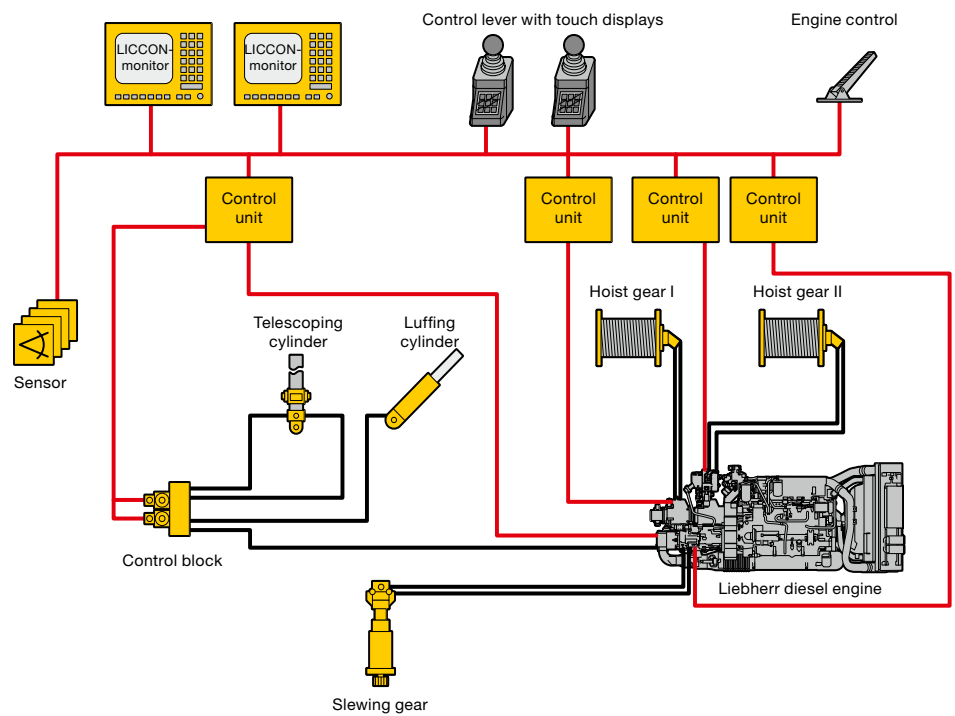 Control lever with touch displays
Engine control
LICCON-
monitor
LICCON-
monitor
Control
unit
Control
unit
Control
unit
Control
unit
Hoist gear I
Hoist gear II
Telescoping
cylinder
Luffing
cylinder
Sensor
Control block
Liebherr diesel engine
Slewing gear